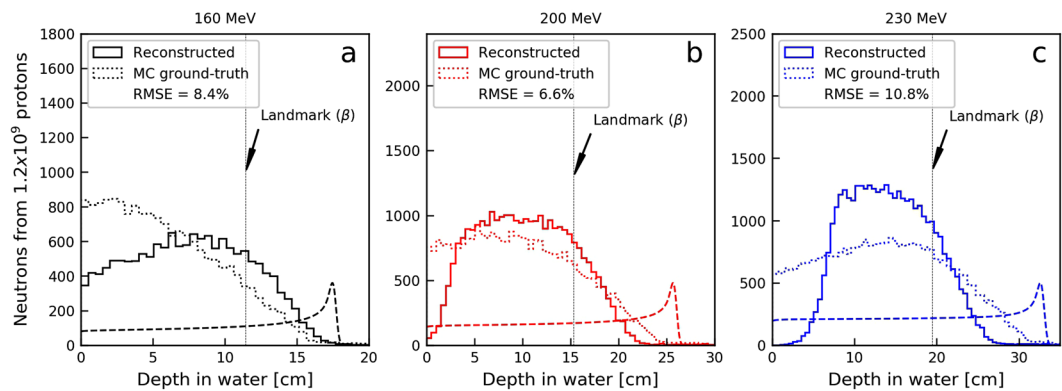 160 MeV
200 MeV
230 MeV
Neutrons from 1.2x10⁹ protons
1800
1600
1400
1200
1000
800
600
400
200
0
Reconstructed
MC ground-truth
RMSE = 8.4%
a
Landmark (β)
0 5 10 15 20
Depth in water [cm]
2000
1500
1000
500
0
Reconstructed
MC ground-truth
RMSE = 6.6%
b
Landmark (β)
0 5 10 15 20 25 30
Depth in water [cm]
2500
2000
1500
1000
500
0
Reconstructed
MC ground-truth
RMSE = 10.8%
c
Landmark (β)
0 10 20 30
Depth in water [cm]